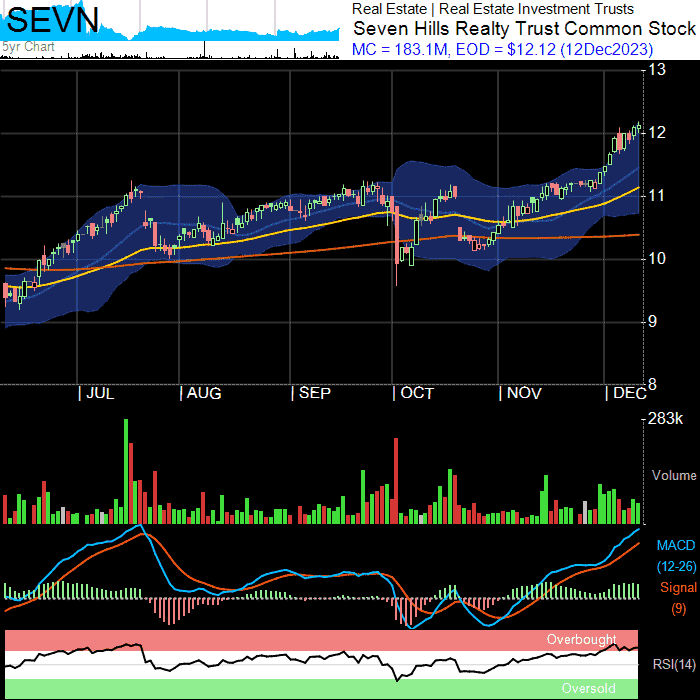 SEVN
5yr Chart
Real Estate | Real Estate Investment Trusts
Seven Hills Realty Trust Common Stock
MC = 183.1M, EOD = $12.12 (12Dec2023)
13
12
11
10
9
8
| JUL | AUG | SEP | OCT | NOV | DEC
283k
Volume
MACD
(12-26)
Signal
(9)
Overbought
RSI(14)
Oversold